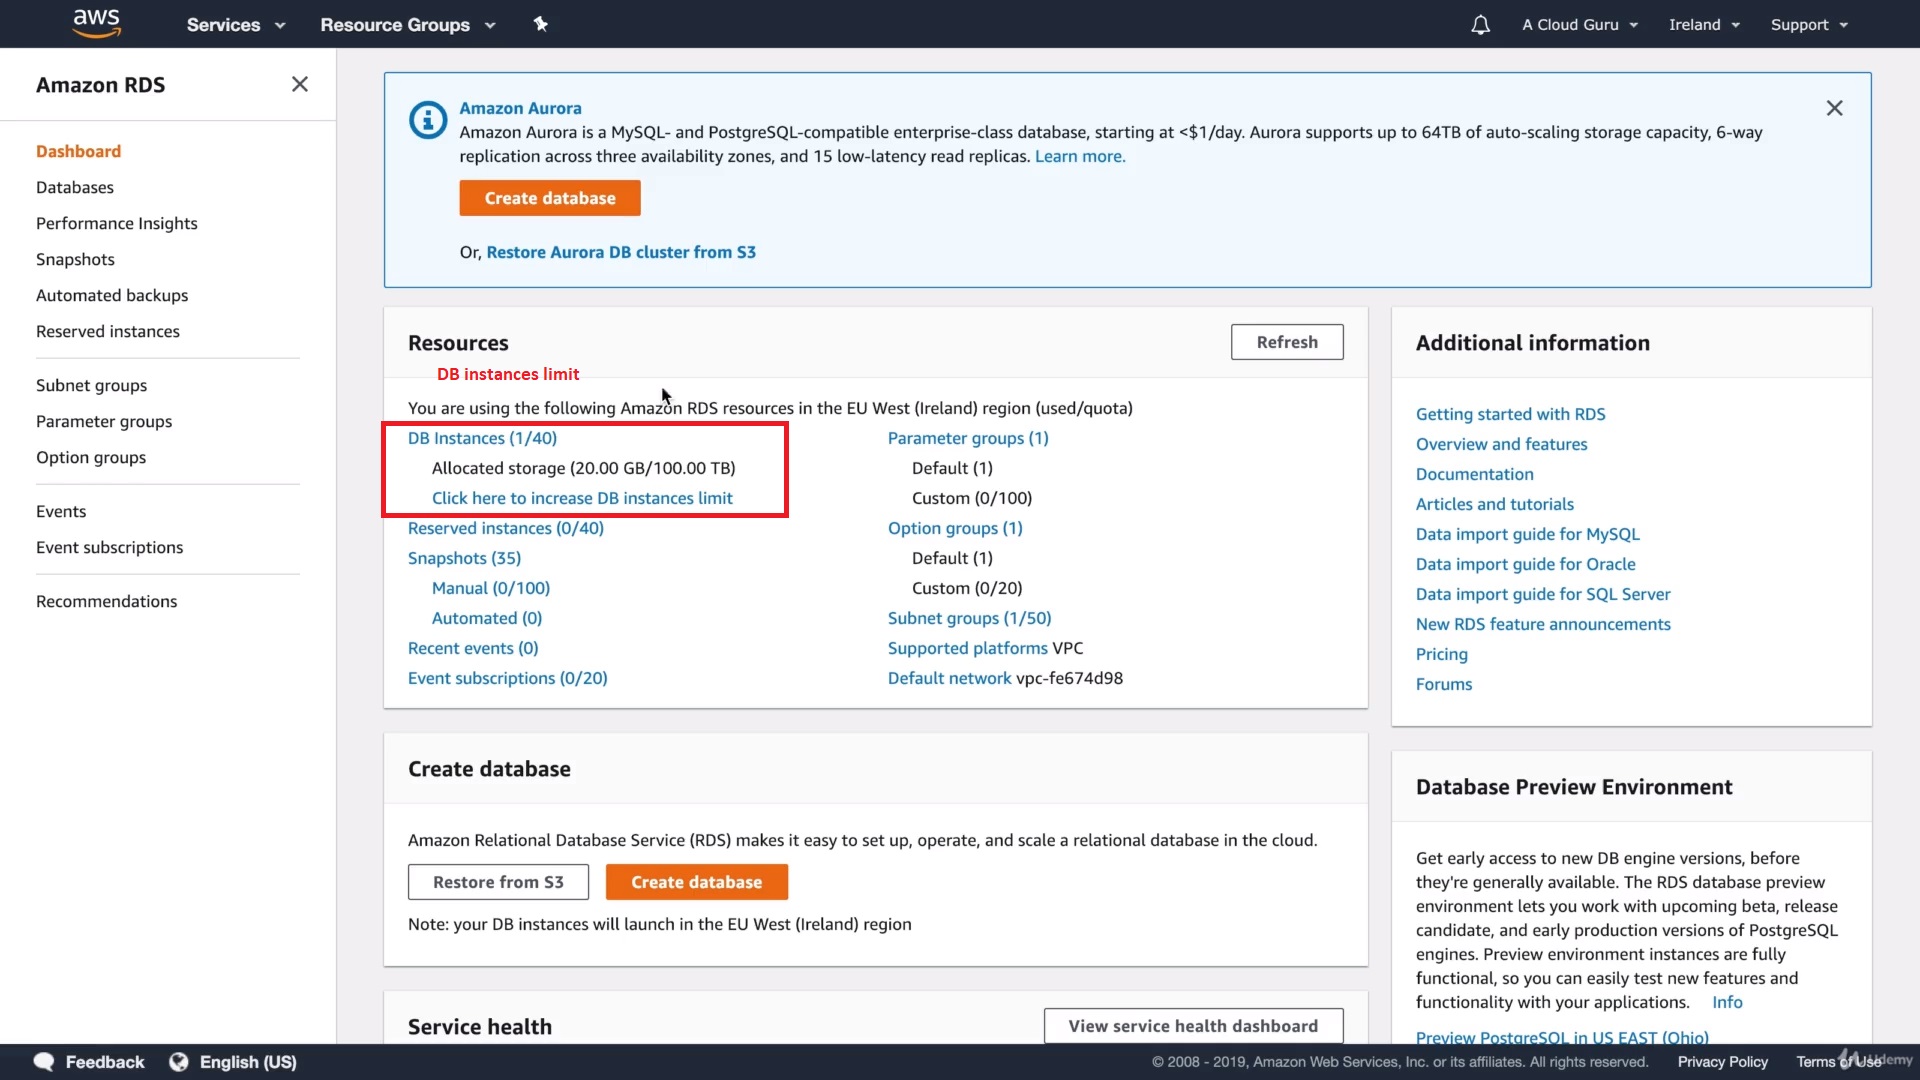 aws Services Resource Groups A Cloud Guru Ireland Support
Amazon RDS
Dashboard
Databases
Performance Insights
Snapshots
Automated backups
Reserved instances
Subnet groups
Parameter groups
Option groups
Events
Event subscriptions
Recommendations
Amazon Aurora
Amazon Aurora is a MySQL- and PostgreSQL-compatible enterprise-class database, starting at <$1/day. Aurora supports up to 64TB of auto-scaling storage capacity, 6-way
replication across three availability zones, and 15 low-latency read replicas. Learn more.
Create database
Or, Restore Aurora DB cluster from S3
Resources
Refresh
DB instances limit
You are using the following Amazon RDS resources in the EU West (Ireland) region (used/quota)
DB Instances (1/40)
Allocated storage (20.00 GB/100.00 TB)
Click here to increase DB instances limit
Reserved instances (0/40)
Snapshots (35)
Manual (0/100)
Automated (0)
Recent events (0)
Event subscriptions (0/20)
Parameter groups (1)
Default (1)
Custom (0/100)
Option groups (1)
Default (1)
Custom (0/20)
Subnet groups (1/50)
Supported platforms VPC
Default network vpc-fe674d98
Create database
Amazon Relational Database Service (RDS) makes it easy to set up, operate, and scale a relational database in the cloud.
Restore from S3
Create database
Note: your DB instances will launch in the EU West (Ireland) region
Service health
View service health dashboard
Additional information
Getting started with RDS
Overview and features
Documentation
Articles and tutorials
Data import guide for MySQL
Data import guide for Oracle
Data import guide for SQL Server
New RDS feature announcements
Pricing
Forums
Database Preview Environment
Get early access to new DB engine versions, before
they're generally available. The RDS database preview
environment lets you work with upcoming beta, release
candidate, and early production versions of PostgreSQL
engines. Preview environment instances are fully
functional, so you can easily test new features and
functionality with your applications. Info
Preview PostgreSQL in US EAST (Ohio)
Feedback English (US) © 2008 - 2019, Amazon Web Services, Inc. or its affiliates. All rights reserved. Privacy Policy Terms of Use
Udemy